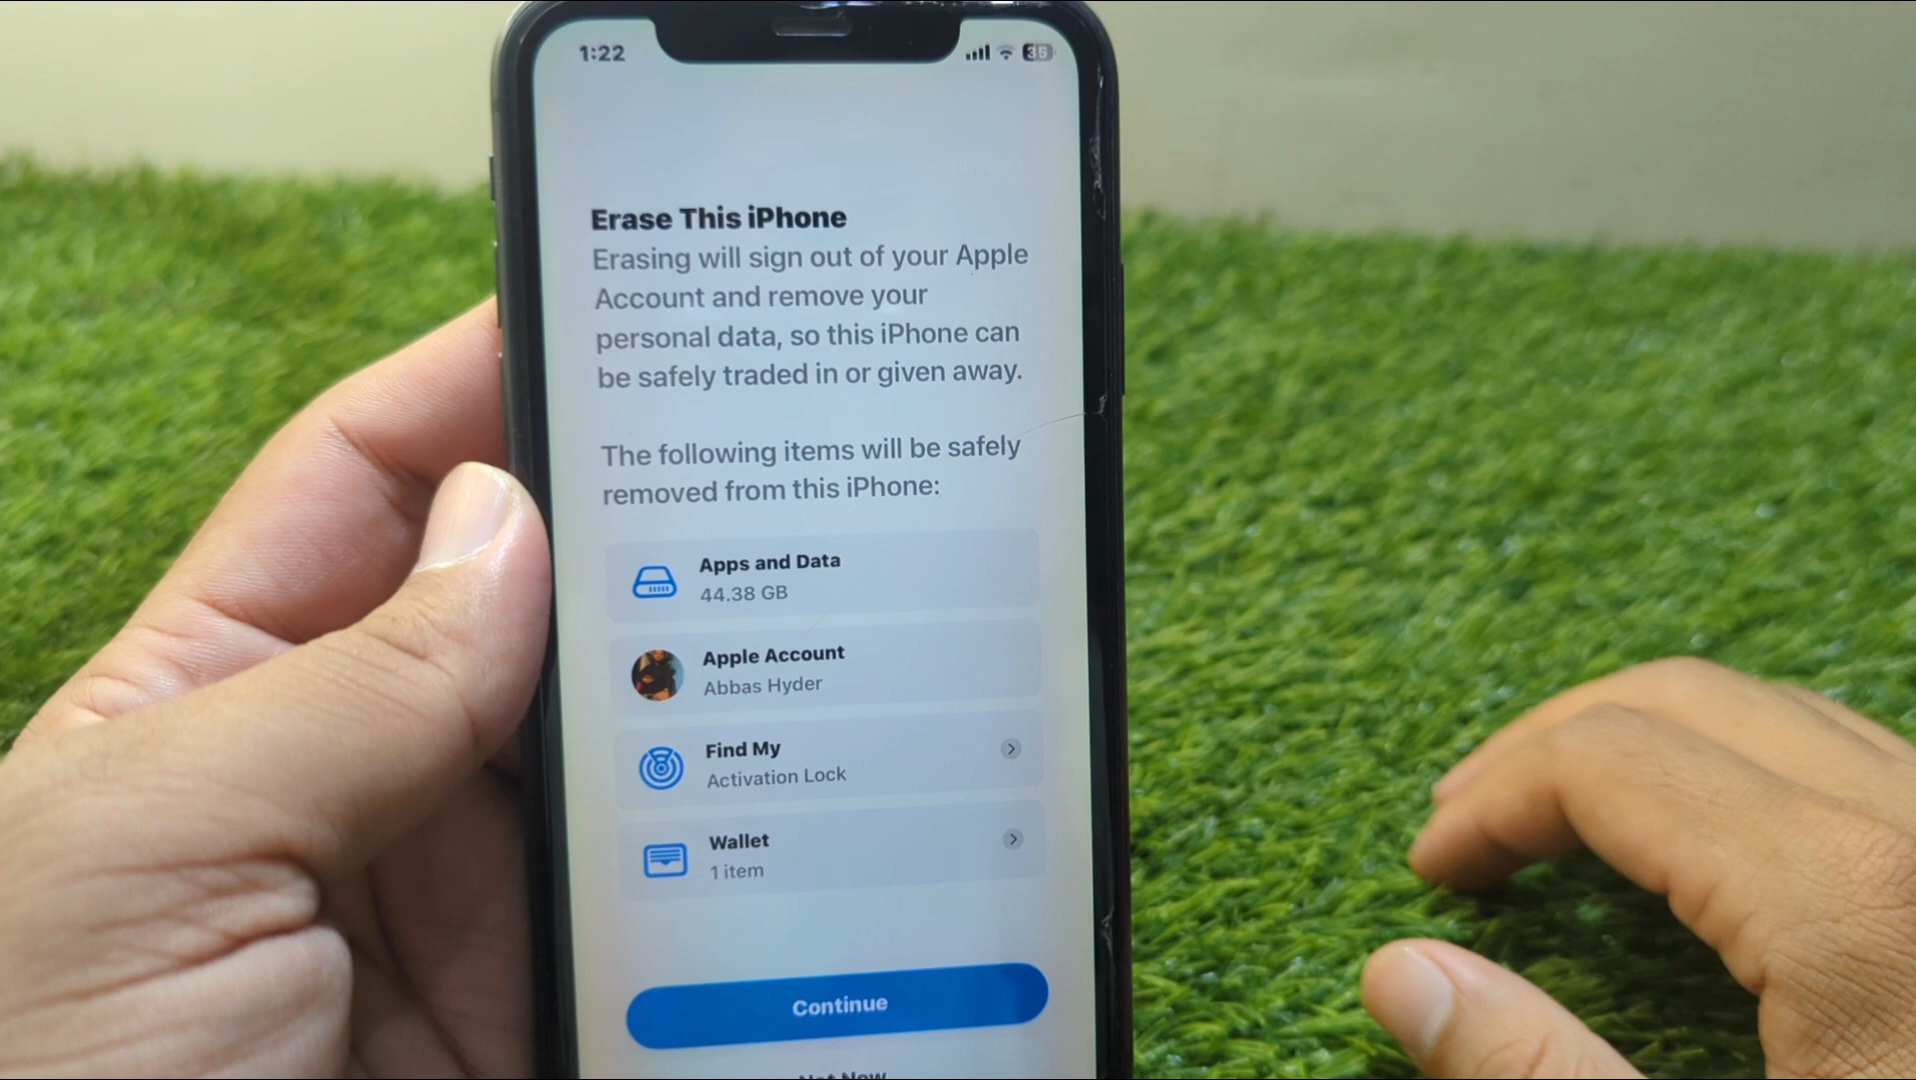 1:22
35
Erase This iPhone
Erasing will sign out of your Apple
Account and remove your
personal data, so this iPhone can
be safely traded in or given away.
The following items will be safely
removed from this iPhone:
Apps and Data
44.38 GB
Apple Account
Abbas Hyder
Find My
Activation Lock
Wallet
1 item
Continue
Not Now